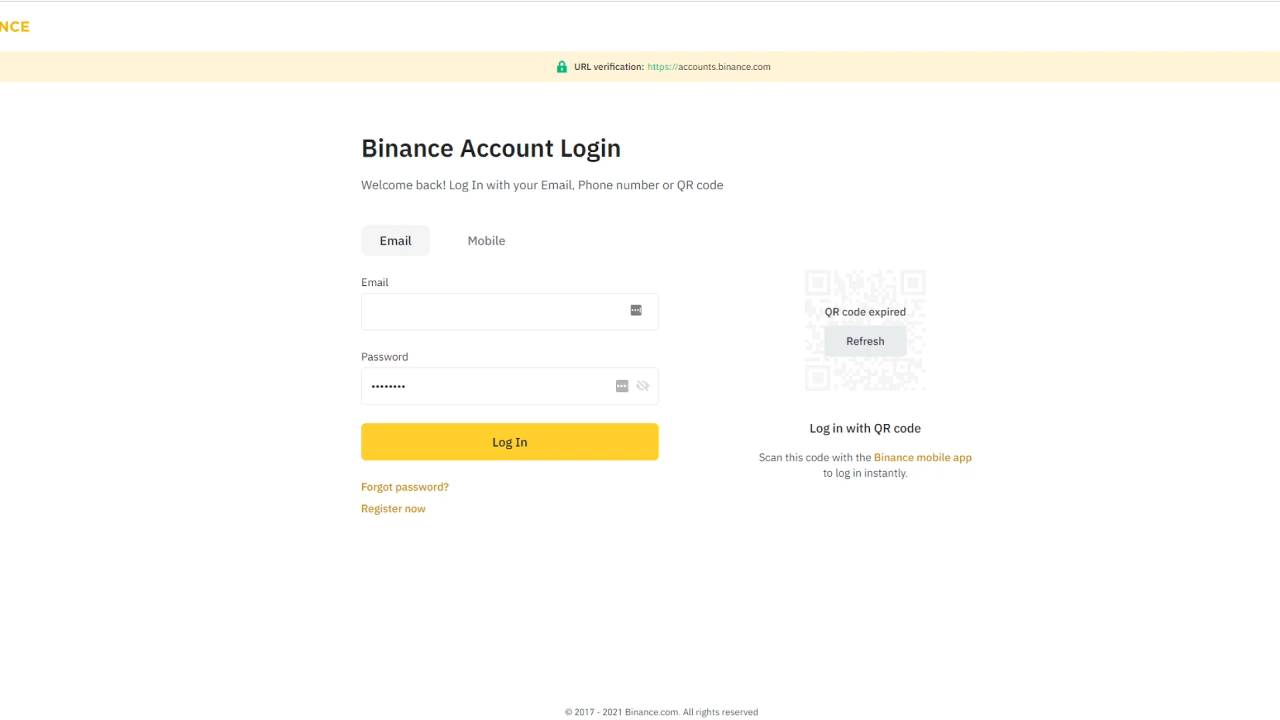 NCE
URL verification: https://accounts.binance.com
Binance Account Login
Welcome back! Log In with your Email, Phone number or QR code
Email
Mobile
Email
Password
••••••••
Log In
Forgot password?
Register now
QR code expired
Refresh
Log in with QR code
Scan this code with the Binance mobile app
to log in instantly.
© 2017 - 2021 Binance.com. All rights reserved